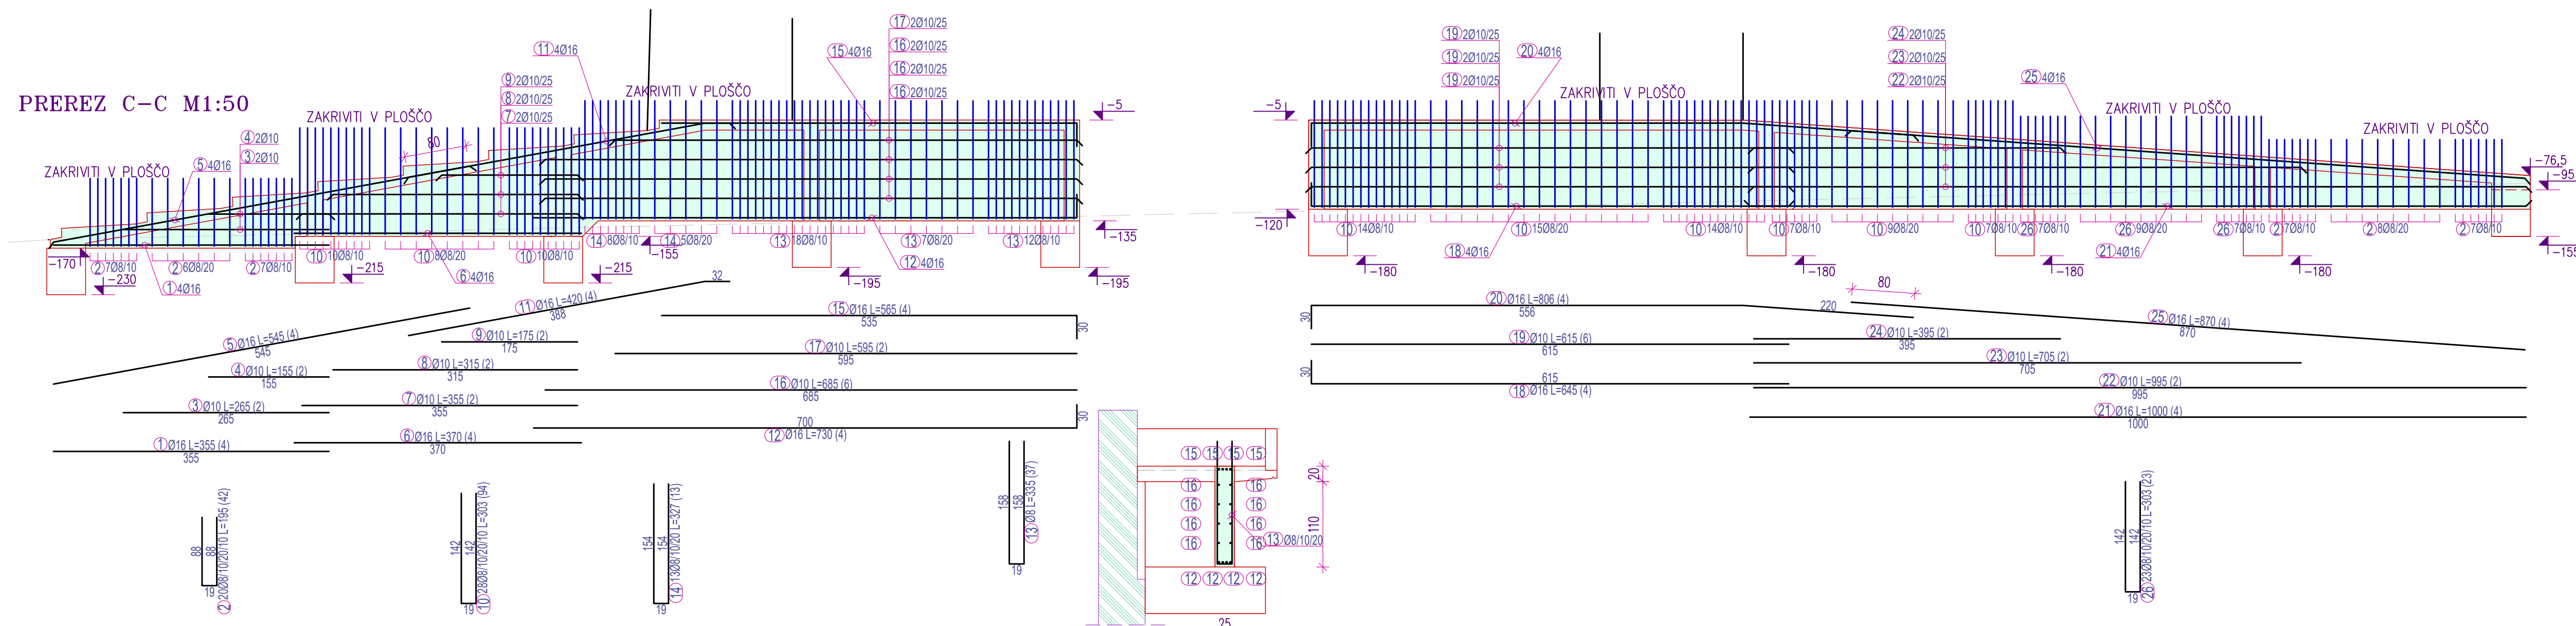 PREREZ C-C M1:50
ZAKRIVITI V PLOŠČO
5 4Ø16
4 2Ø10
3 2Ø10
ZAKRIVITI V PLOŠČO
80
11 4Ø16
9 2Ø10/25
8 2Ø10/25
7 2Ø10/25
ZAKRIVITI V PLOŠČO
15 4Ø16
17 2Ø10/25
16 2Ø10/25
16 2Ø10/25
16 2Ø10/25
-5
-135
-195
-170
2 7Ø8/10
2 6Ø8/20
2 7Ø8/10
-230
1 4Ø16
10 10Ø8/10
10 8Ø8/20
10 10Ø8/10
-215
6 4Ø16
14 8Ø8/10
14 5Ø8/20
13 18Ø8/10
13 7Ø8/20
13 12Ø8/10
-215
-155
-195
12 4Ø16
19 2Ø10/25
19 2Ø10/25
19 2Ø10/25
20 4Ø16
ZAKRIVITI V PLOŠČO
24 2Ø10/25
23 2Ø10/25
22 2Ø10/25
25 4Ø16
ZAKRIVITI V PLOŠČO
ZAKRIVITI V PLOŠČO
-5
-120
-76,5
-95
-155
10 14Ø8/10
10 15Ø8/20
10 14Ø8/10
10 7Ø8/10
10 9Ø8/20
10 7Ø8/10
26 7Ø8/10
26 9Ø8/20
26 7Ø8/10
2 7Ø8/10
2 8Ø8/20
2 7Ø8/10
-180
18 4Ø16
-180
-180
21 4Ø16
-180
5 Ø16 L=545 (4)
545
11 Ø16 L=420 (4)
388
32
15 Ø16 L=565 (4)
535
30
9 Ø10 L=175 (2)
175
17 Ø10 L=595 (2)
595
4 Ø10 L=155 (2)
155
8 Ø10 L=315 (2)
315
16 Ø10 L=685 (6)
685
3 Ø10 L=265 (2)
265
7 Ø10 L=355 (2)
355
700
12 Ø16 L=730 (4)
30
1 Ø16 L=355 (4)
355
6 Ø16 L=370 (4)
370
20 Ø16 L=806 (4)
556
30
220
80
25 Ø16 L=870 (4)
870
19 Ø10 L=615 (6)
615
24 Ø10 L=395 (2)
395
23 Ø10 L=705 (2)
705
30
615
18 Ø16 L=645 (4)
22 Ø10 L=995 (2)
995
21 Ø16 L=1000 (4)
1000
88
88
19
2 20Ø8/10/20/10 L=195 (42)
142
142
19
10 28Ø8/10/20/10 L=303 (94)
154
154
19
14 13Ø8/10/20 L=327 (13)
158
158
19
13 Ø8 L=335 (37)
15 15 15 15
16 16
16 16
16 16
16 16
13 Ø8/10/20
12 12 12 12
20
110
25
142
142
19
26 23Ø8/10/20/10 L=303 (23)